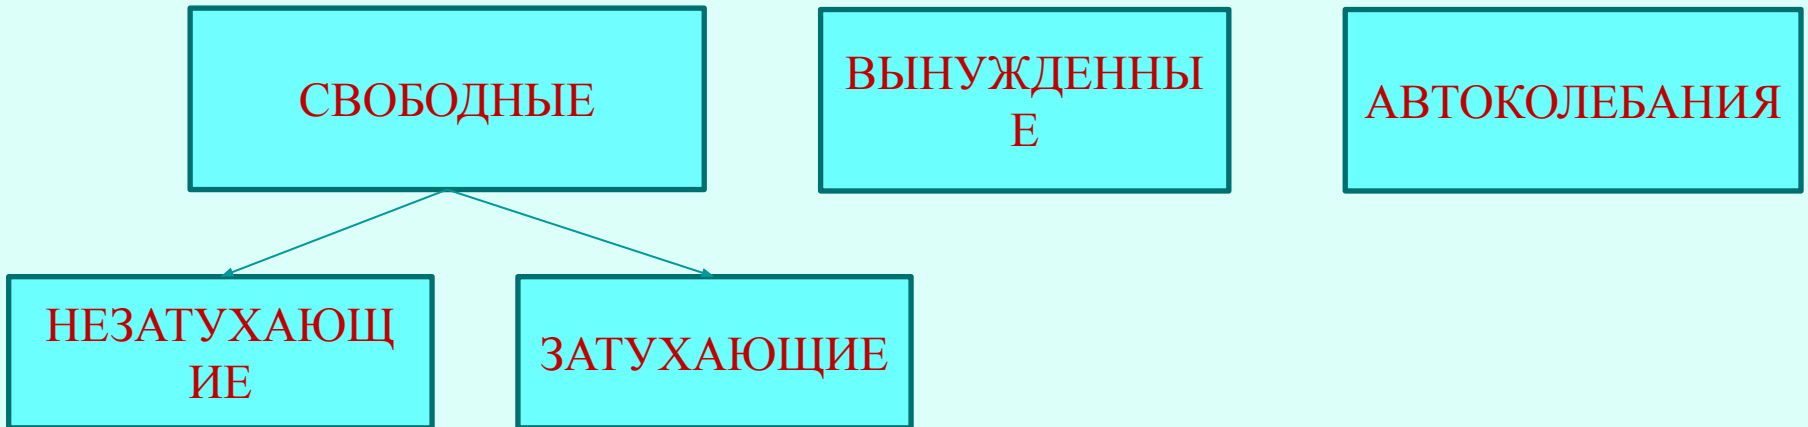 СВОБОДНЫЕ
ВЫНУЖДЕННЫ
Е
АВТОКОЛЕБАНИЯ
НЕЗАТУХАЮЩ
ИЕ
ЗАТУХАЮЩИЕ